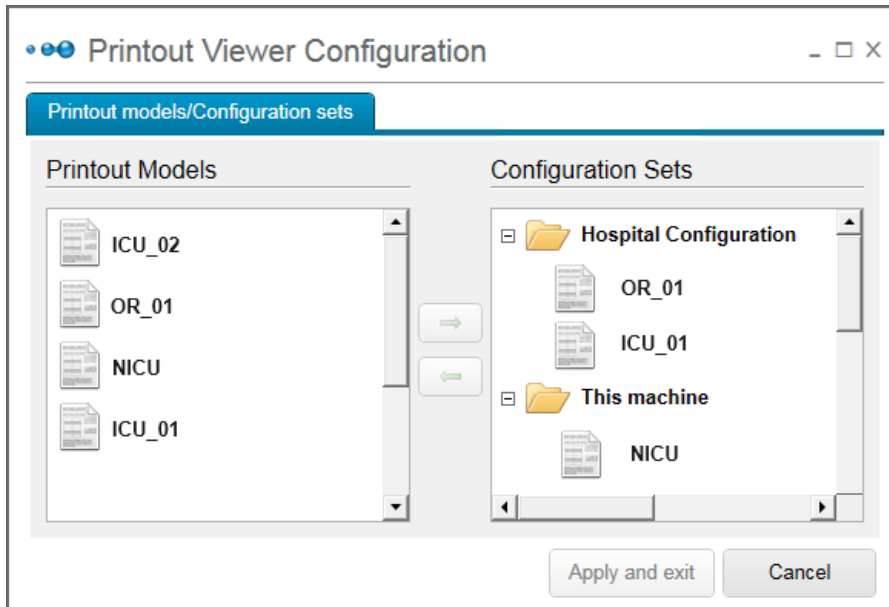 Printout Viewer Configuration
Printout models/Configuration sets
Printout Models
ICU_02
OR_01
NICU
ICU_01
Configuration Sets
Hospital Configuration
OR_01
ICU_01
This machine
NICU
Apply and exit
Cancel